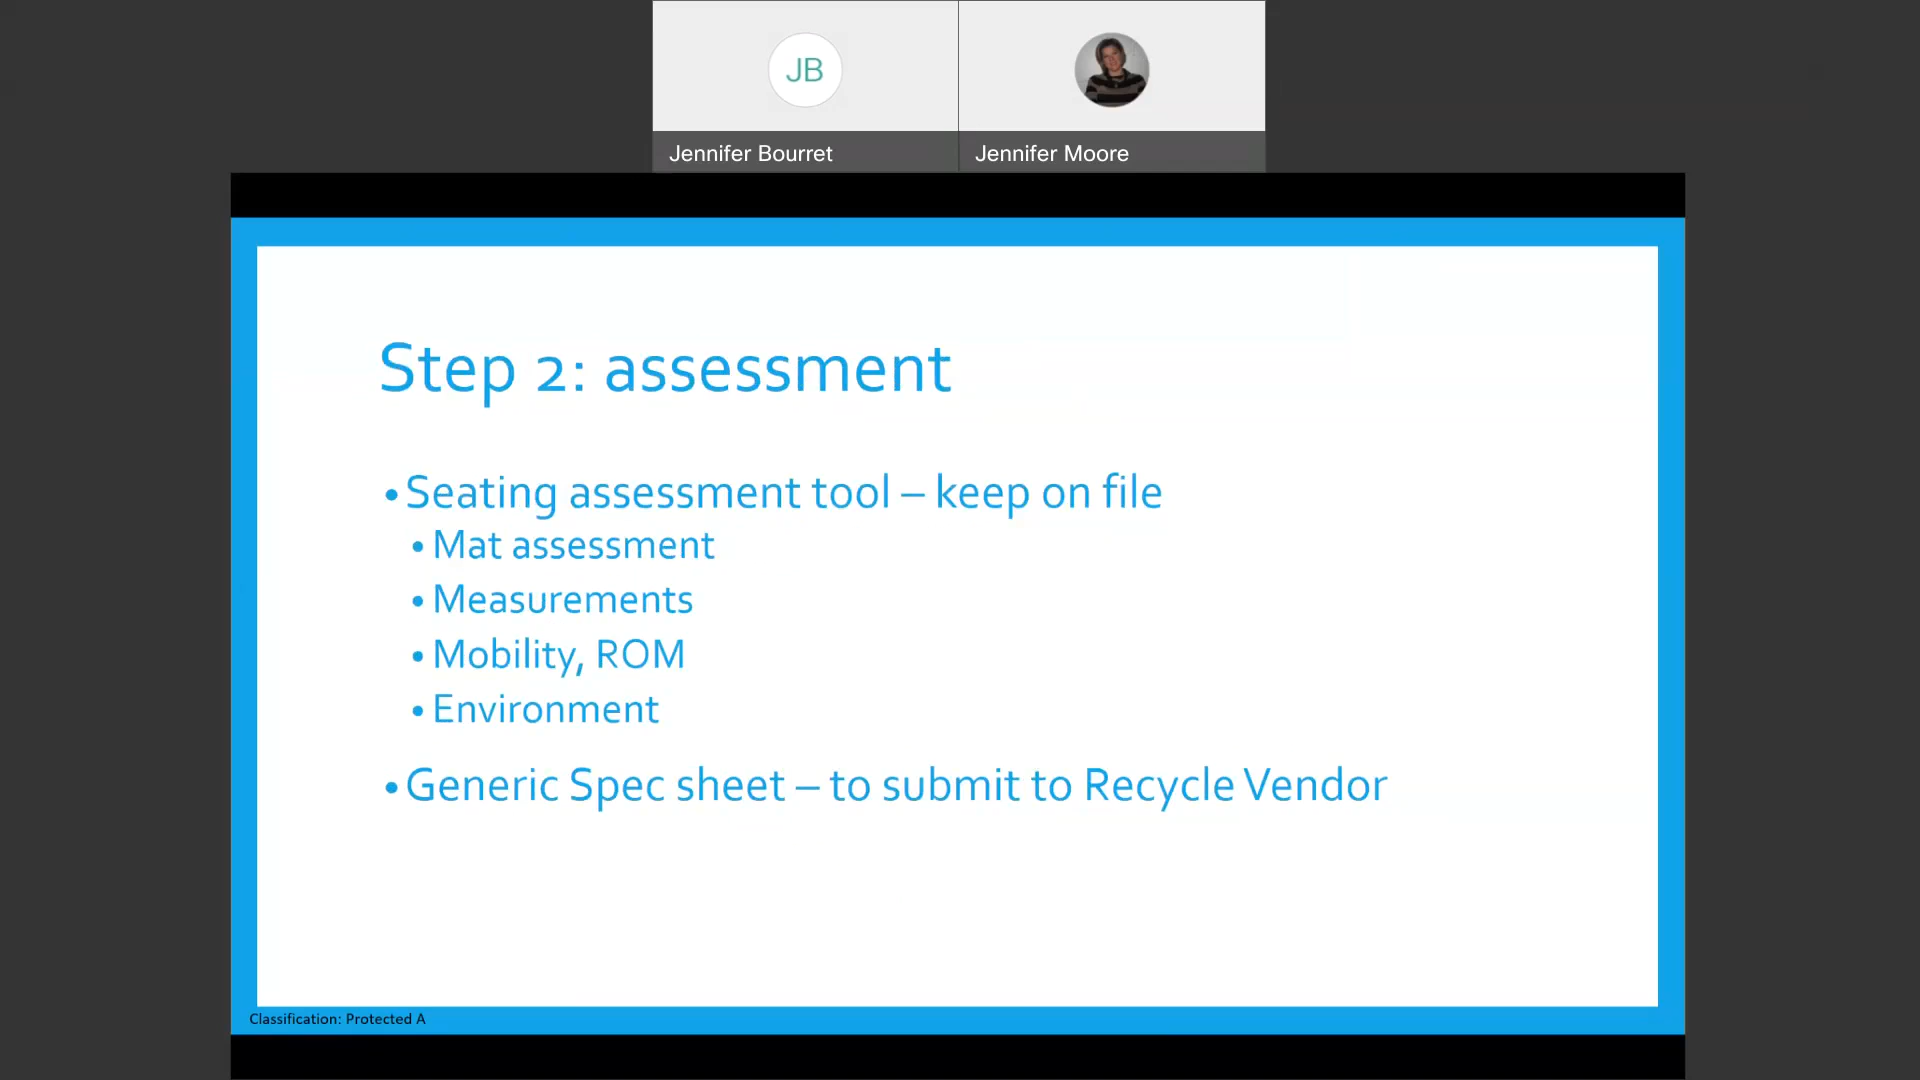 JB
Jennifer Bourret
Jennifer Moore
Step 2: assessment
• Seating assessment tool – keep on file
• Mat assessment
• Measurements
• Mobility, ROM
• Environment
• Generic Spec sheet – to submit to Recycle Vendor
Classification: Protected A